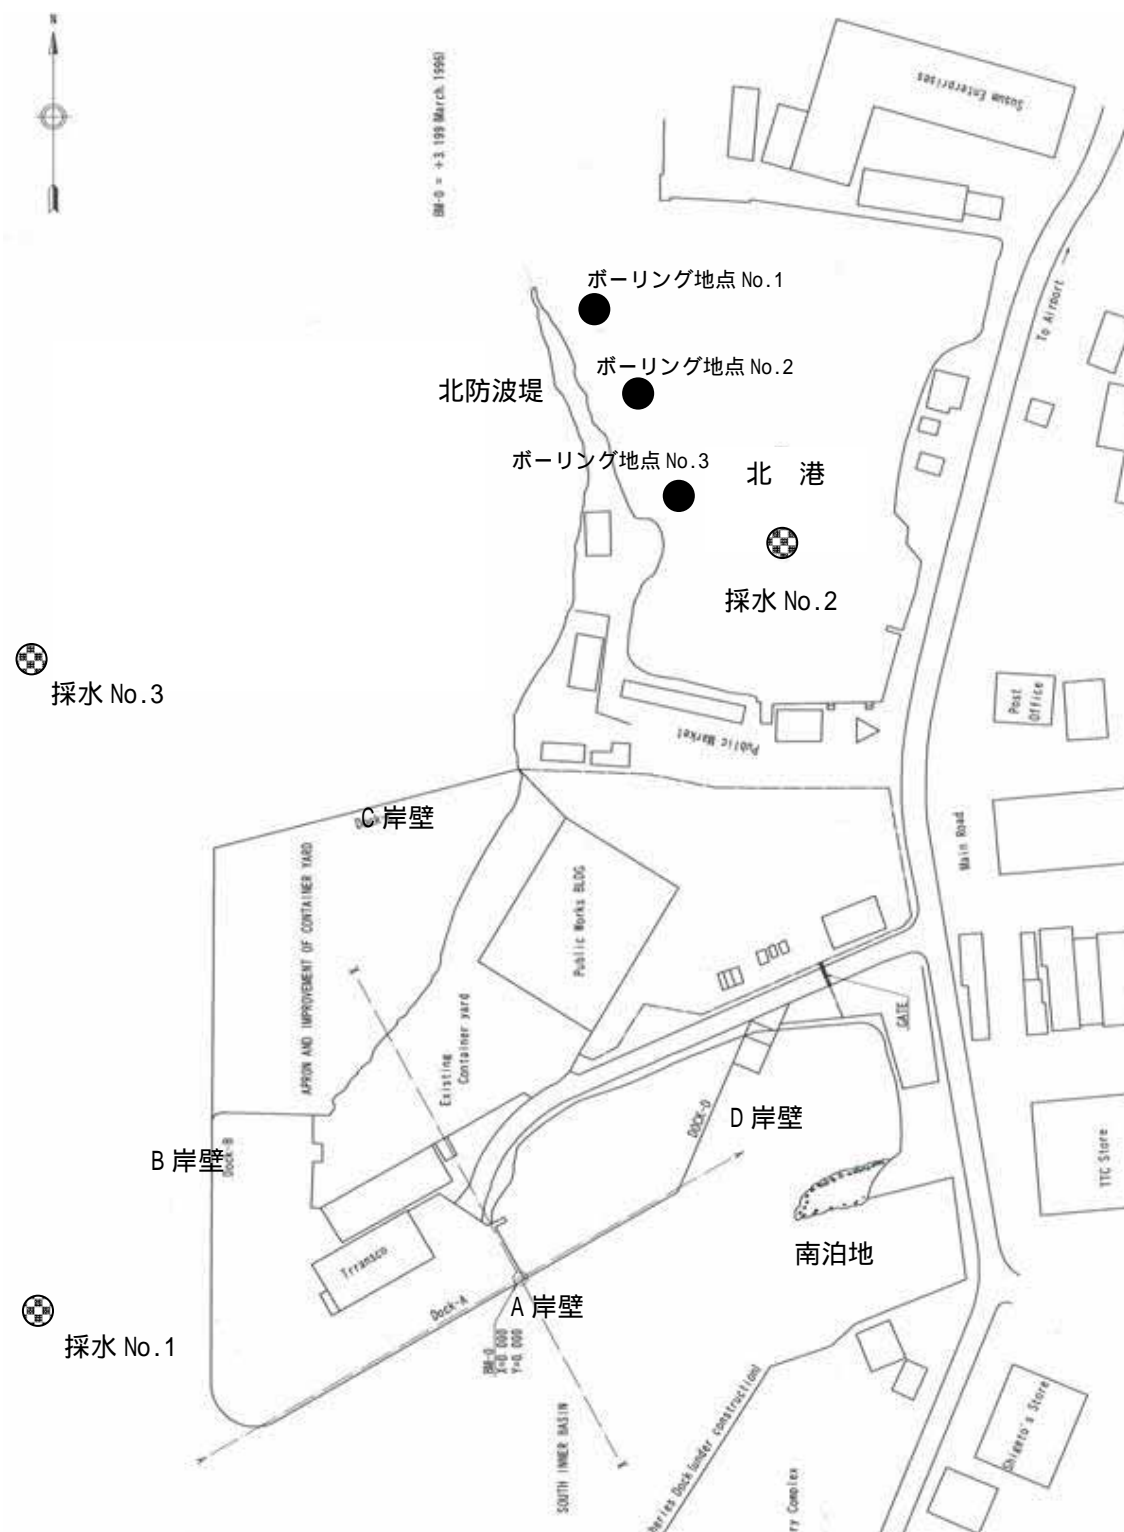 N
BM-0 = +3.199 March. 1996)
Susum Enterprises
ボーリング地点 No.1
To Airport
ボーリング地点 No.2
北防波堤
ボーリング地点 No.3
北 港
採水 No.2
採水 No.3
Post
Office
Public Market
C 岸壁
Main Road
APRON AND IMPROVEMENT OF CONTAINER YARD
Public Works BLDG
GATE
Existing
Container yard
DOCK-D
D 岸壁
B 岸壁
Dock-B
TTC Store
A
南泊地
Trransco
Dock-A
A 岸壁
採水 No.1
BM-0
X=0.000
Y=0.000
SOUTH INNER BASIN
heries Dock (under construction)
Shigeto's Store
ry Complex
A